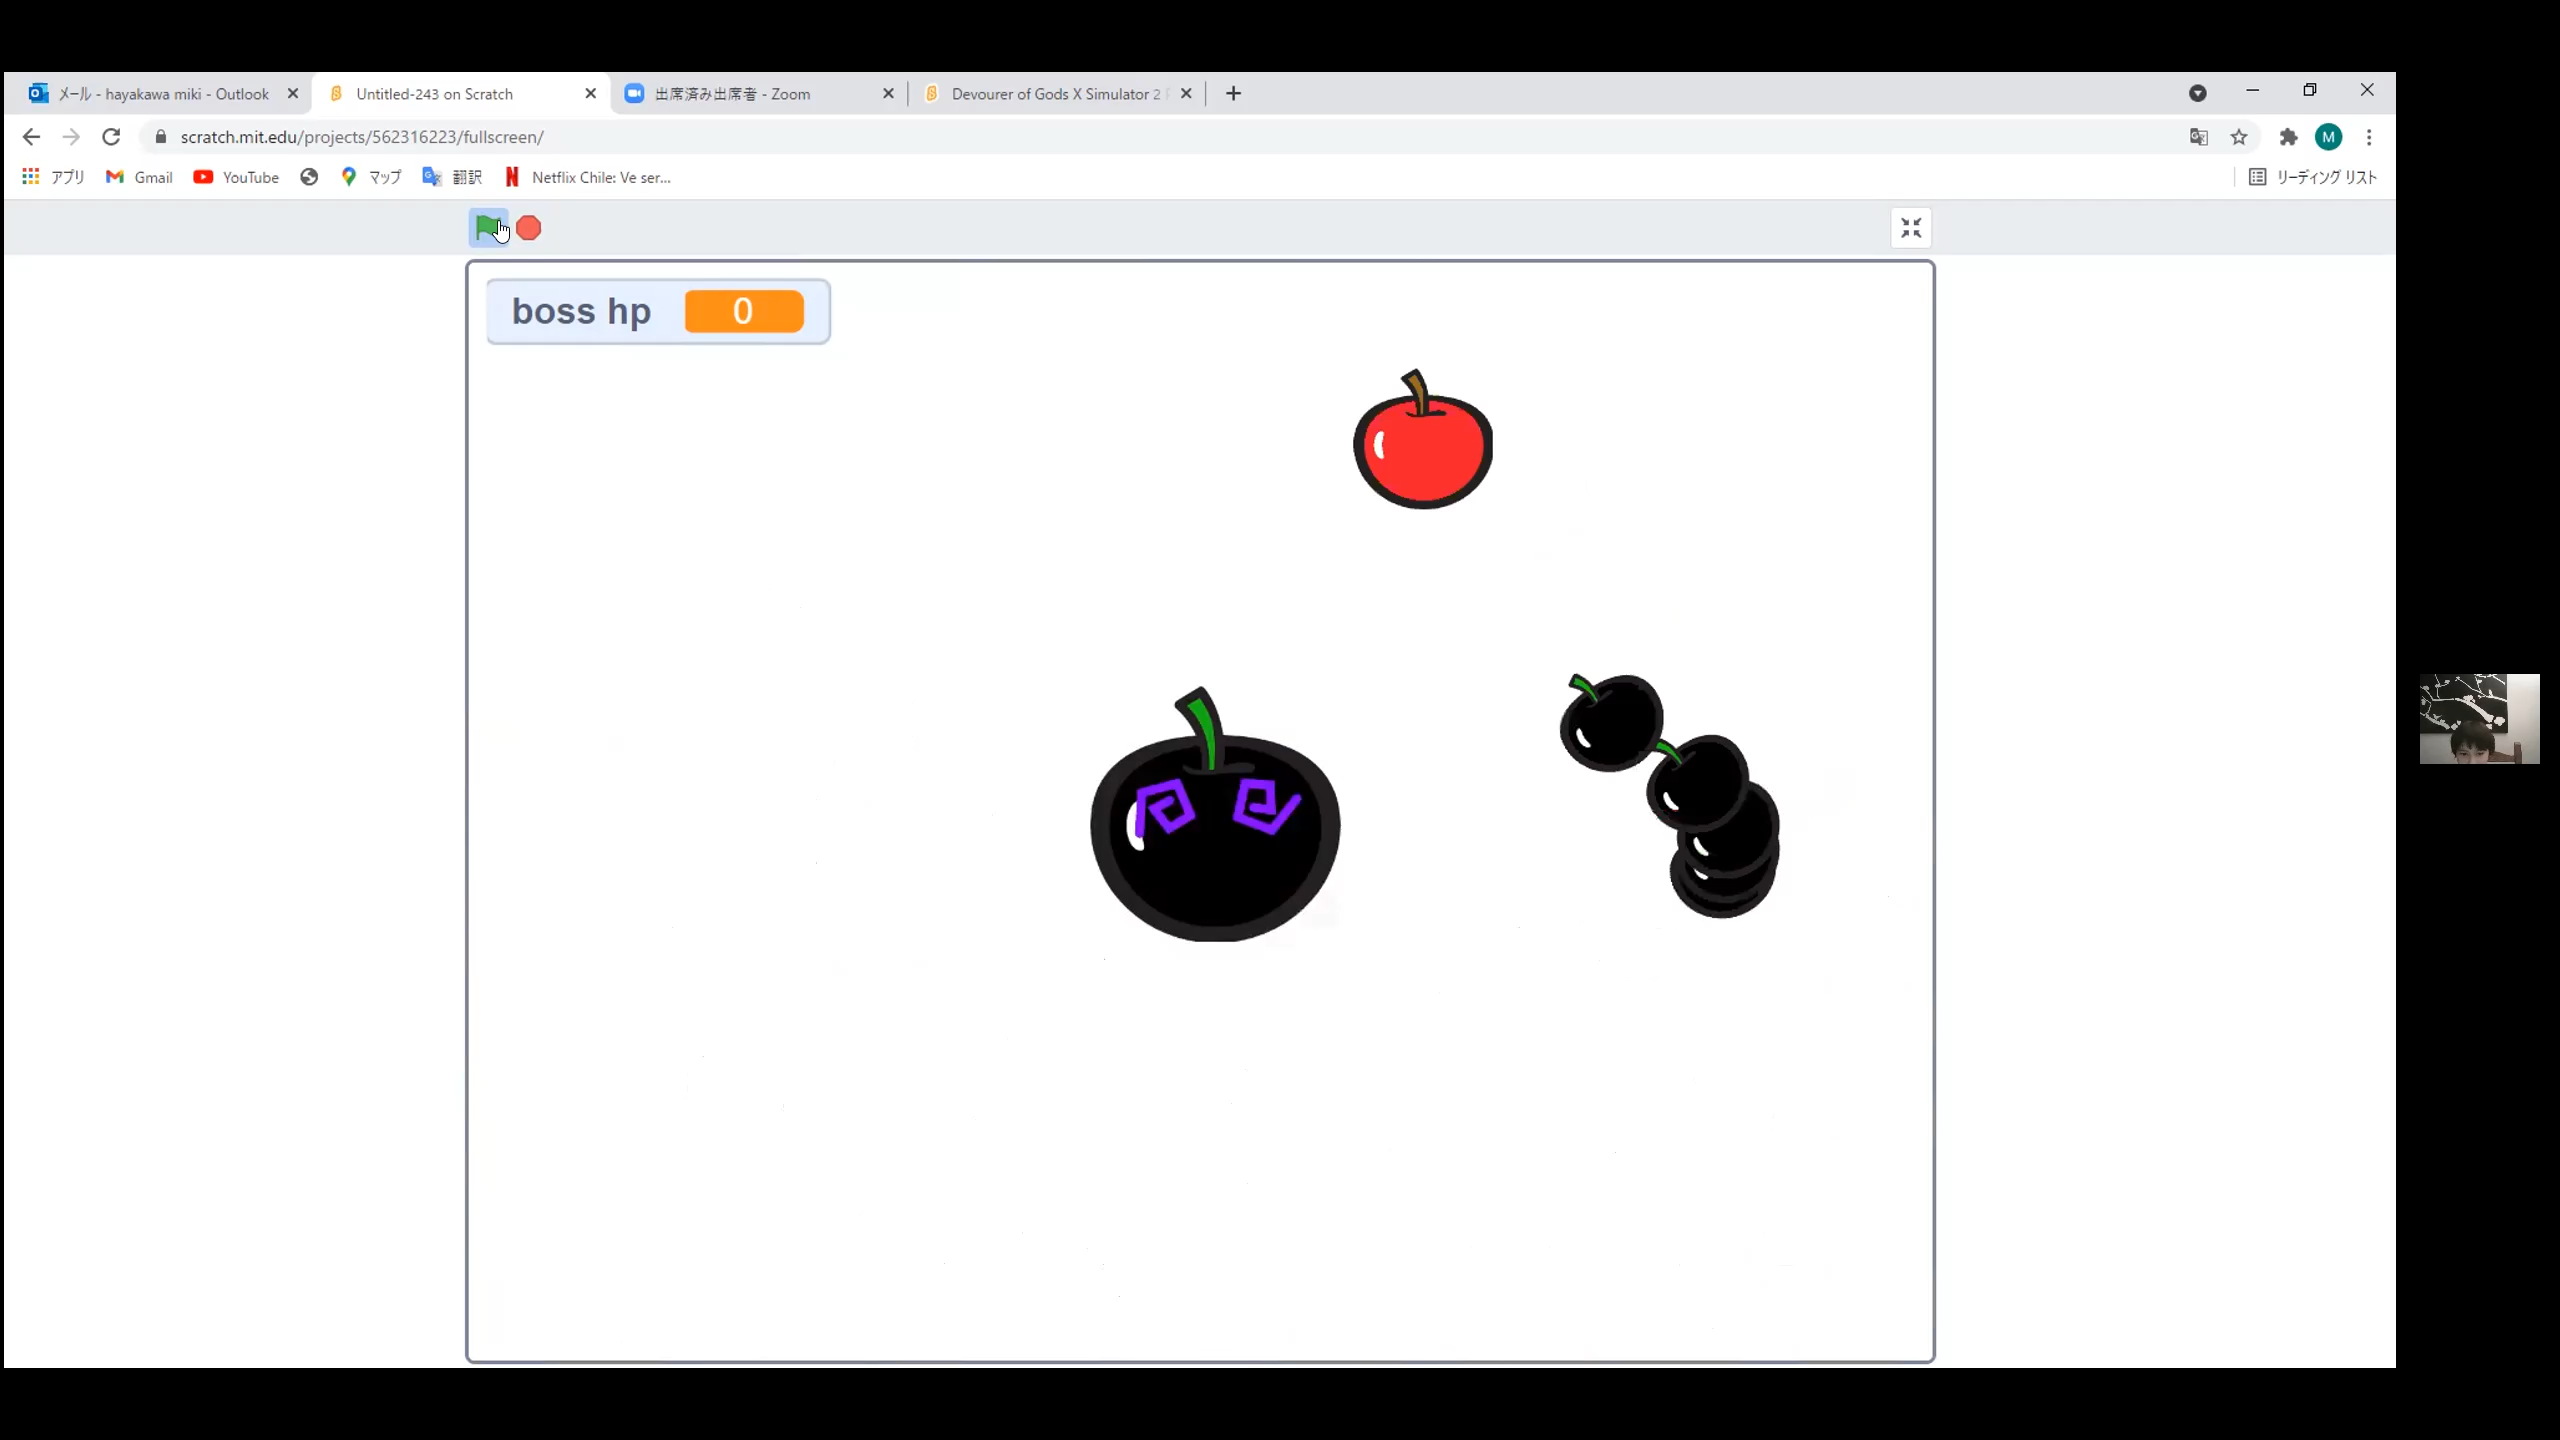 メール - hayakawa miki - Outlook
Untitled-243 on Scratch
出席済み出席者 - Zoom
Devourer of Gods X Simulator 2
scratch.mit.edu/projects/562316223/fullscreen/
M
アプリ
Gmail
YouTube
マップ
翻訳
Netflix Chile: Ve ser...
リーディング リスト
boss hp 0